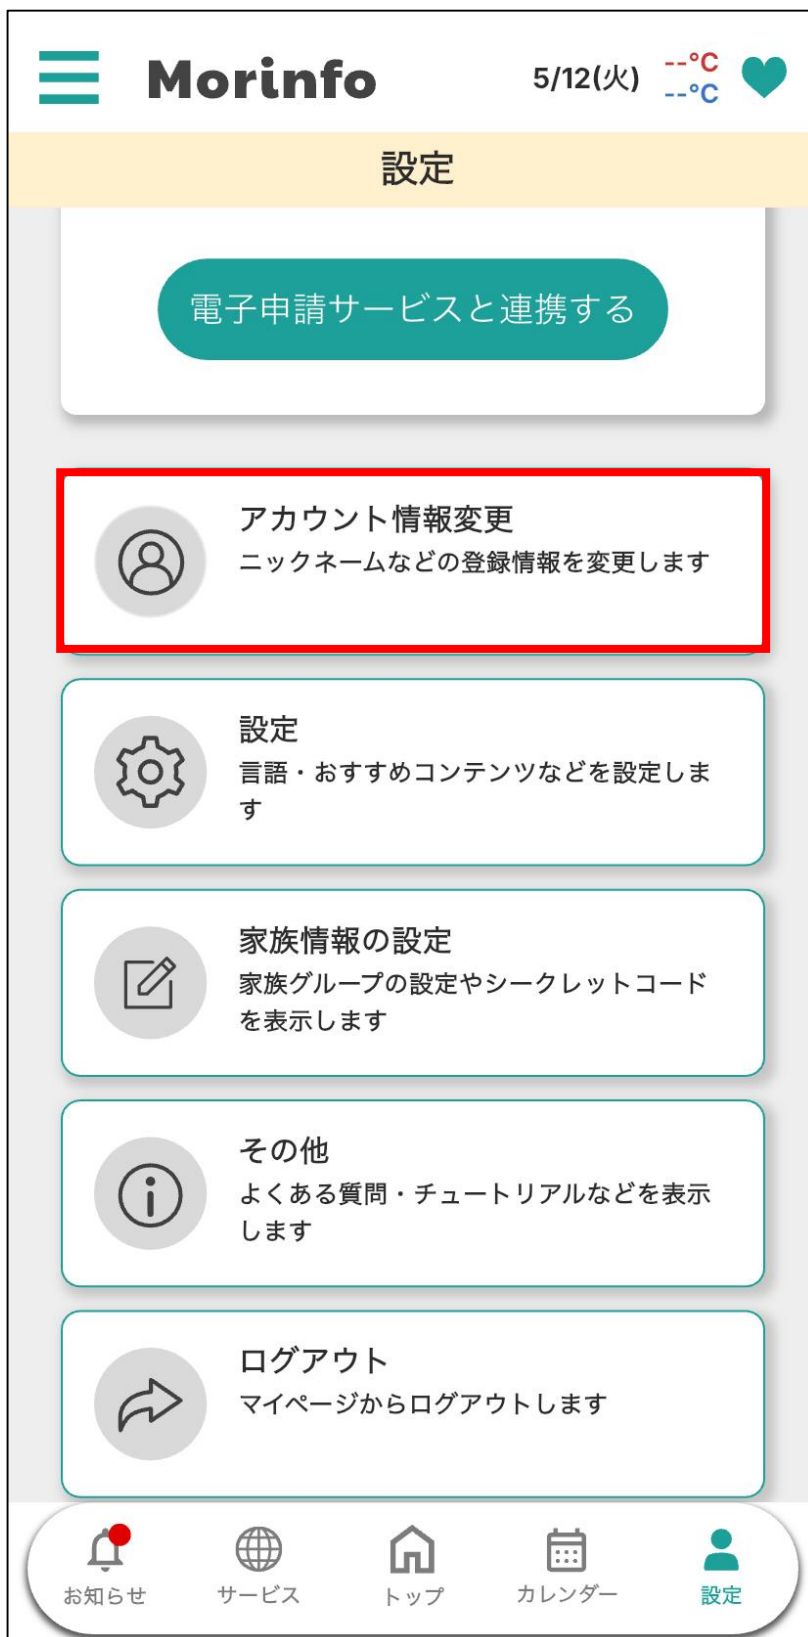 Morinfo
5/12(火)
--°C
--°C
設定
電子申請サービスと連携する
アカウント情報変更
ニックネームなどの登録情報を変更します
設定
言語・おすすめコンテンツなどを設定しま
す
家族情報の設定
家族グループの設定やシークレットコード
を表示します
その他
よくある質問・チュートリアルなどを表示
します
ログアウト
マイページからログアウトします
お知らせ
サービス
トップ
カレンダー
設定